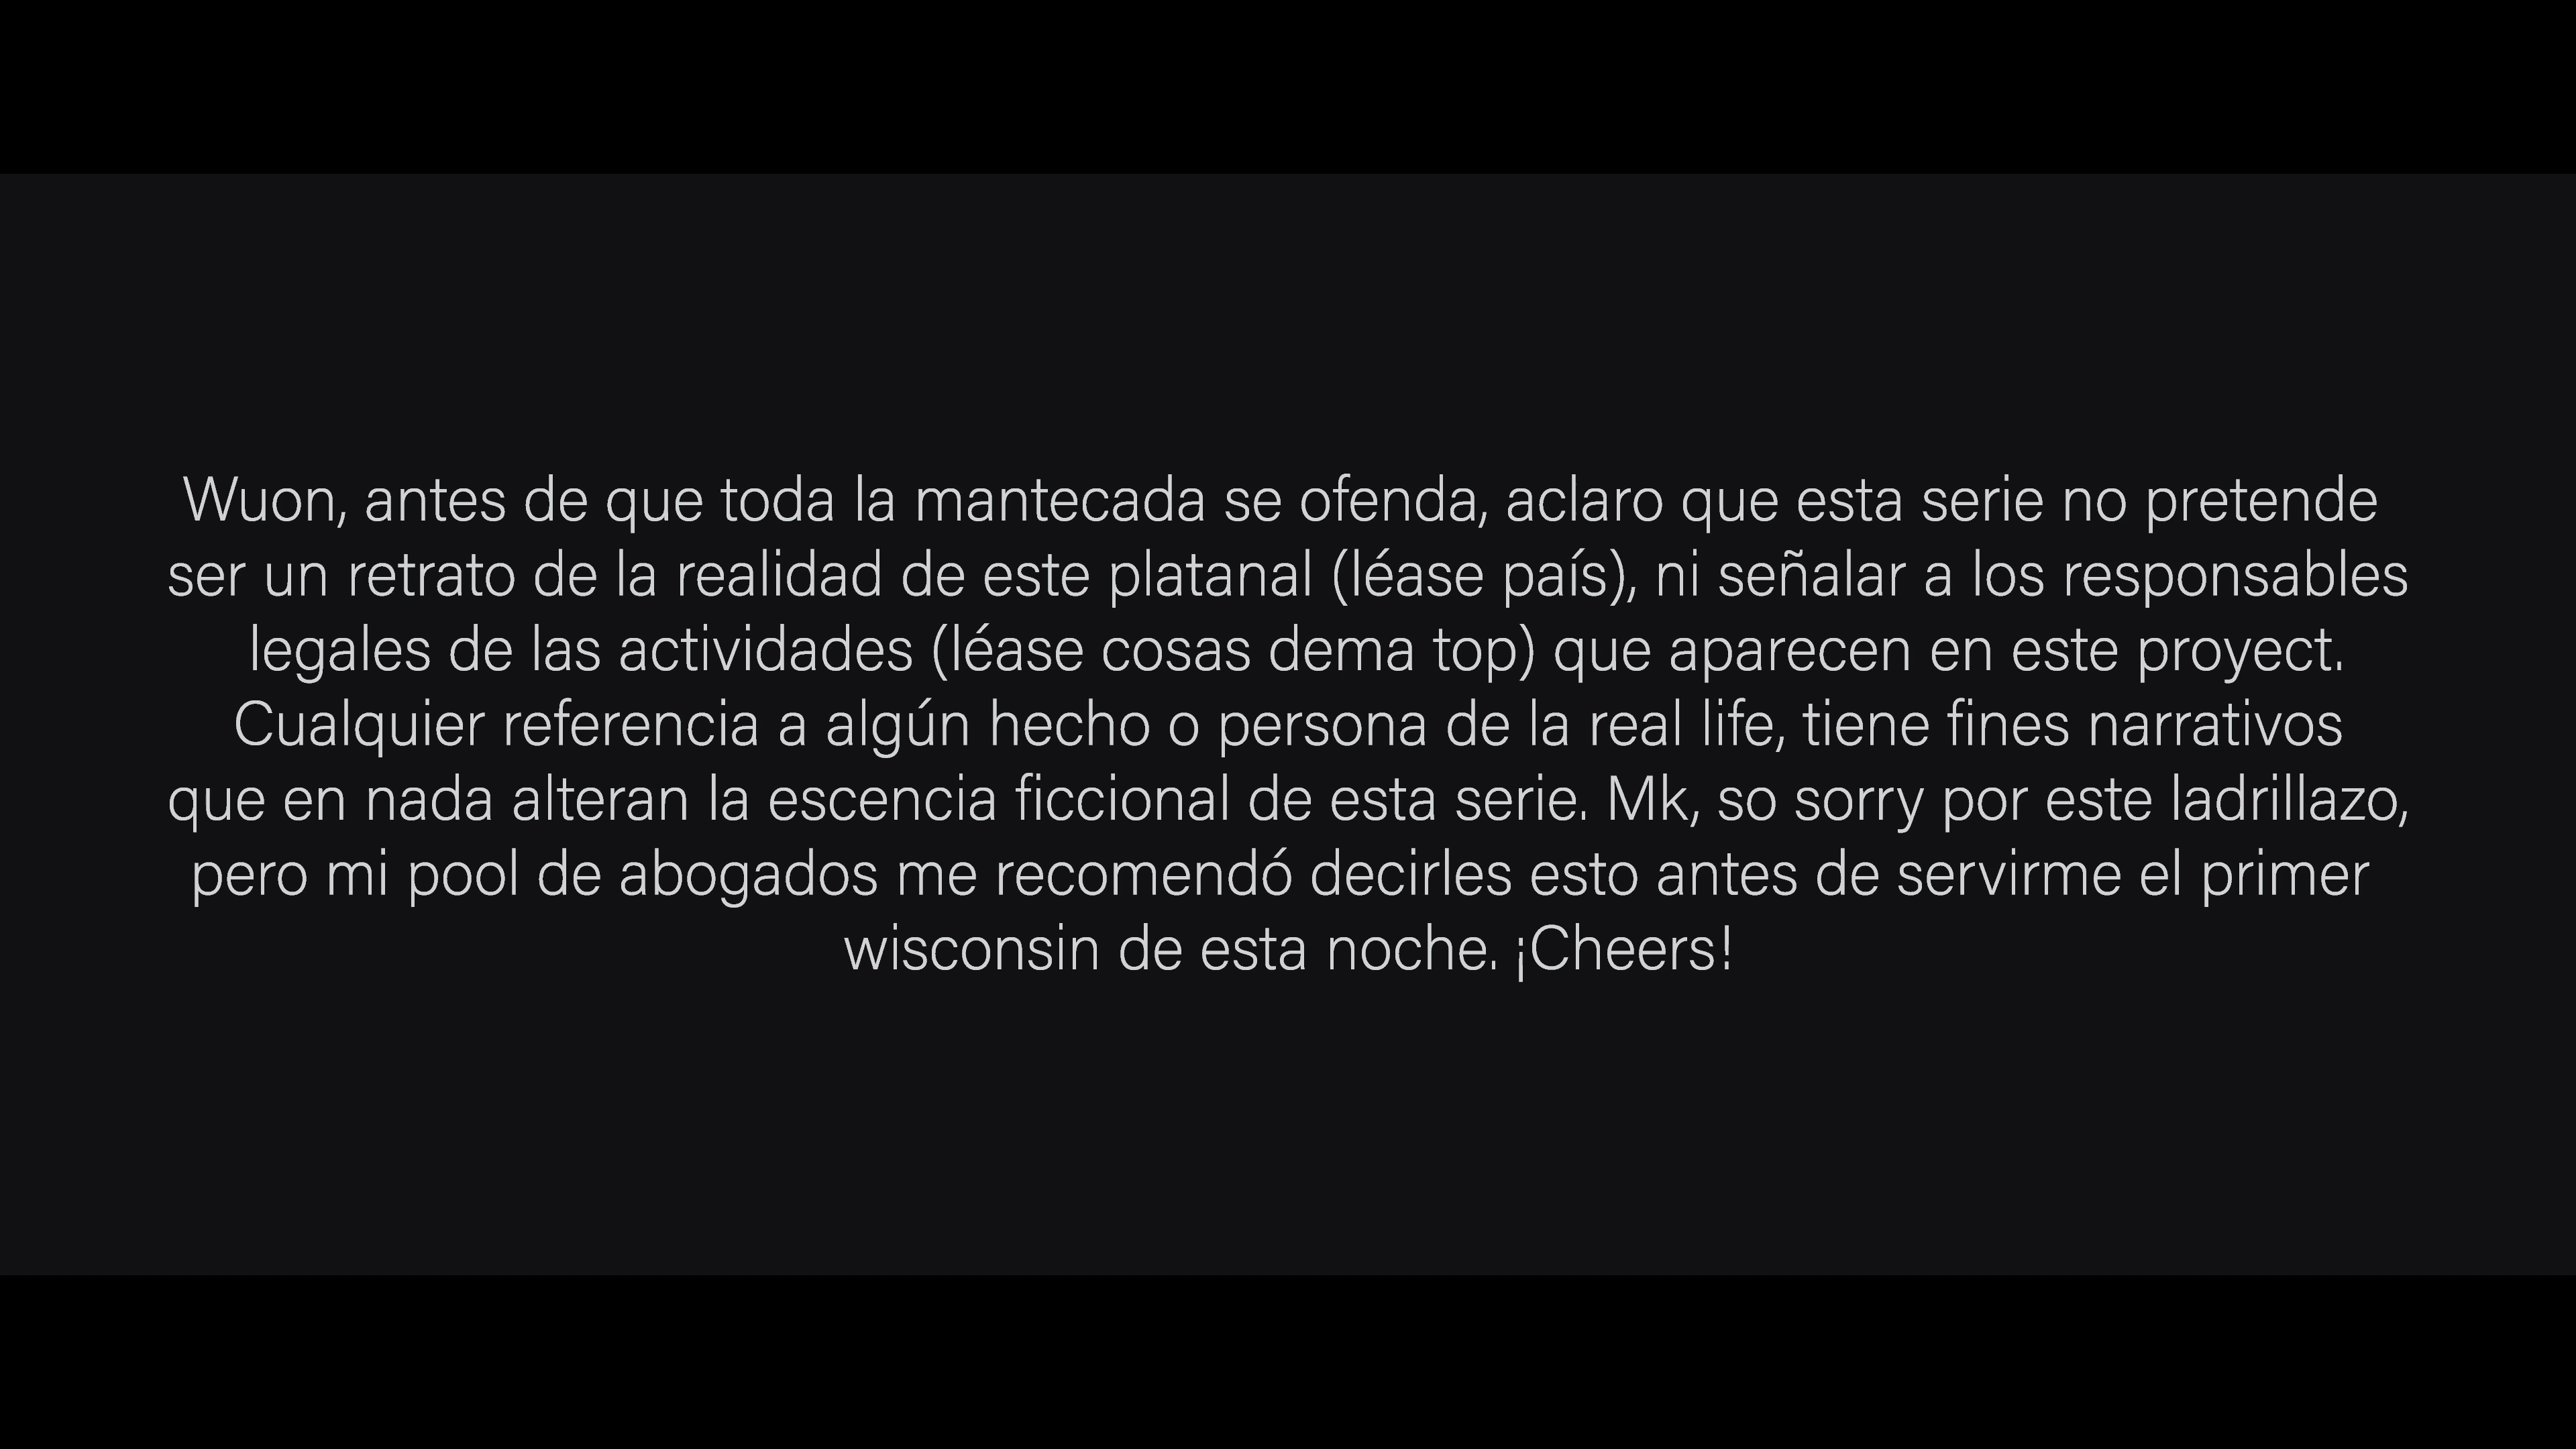 Wuon, antes de que toda la mantecada se ofenda, aclaro que esta serie no pretende
ser un retrato de la realidad de este platanal (léase país), ni señalar a los responsables
legales de las actividades (léase cosas dema top) que aparecen en este proyect.
Cualquier referencia a algún hecho o persona de la real life, tiene fines narrativos
que en nada alteran la escencia ficcional de esta serie. Mk, so sorry por este ladrillazo,
pero mi pool de abogados me recomendó decirles esto antes de servirme el primer
wisconsin de esta noche. ¡Cheers!